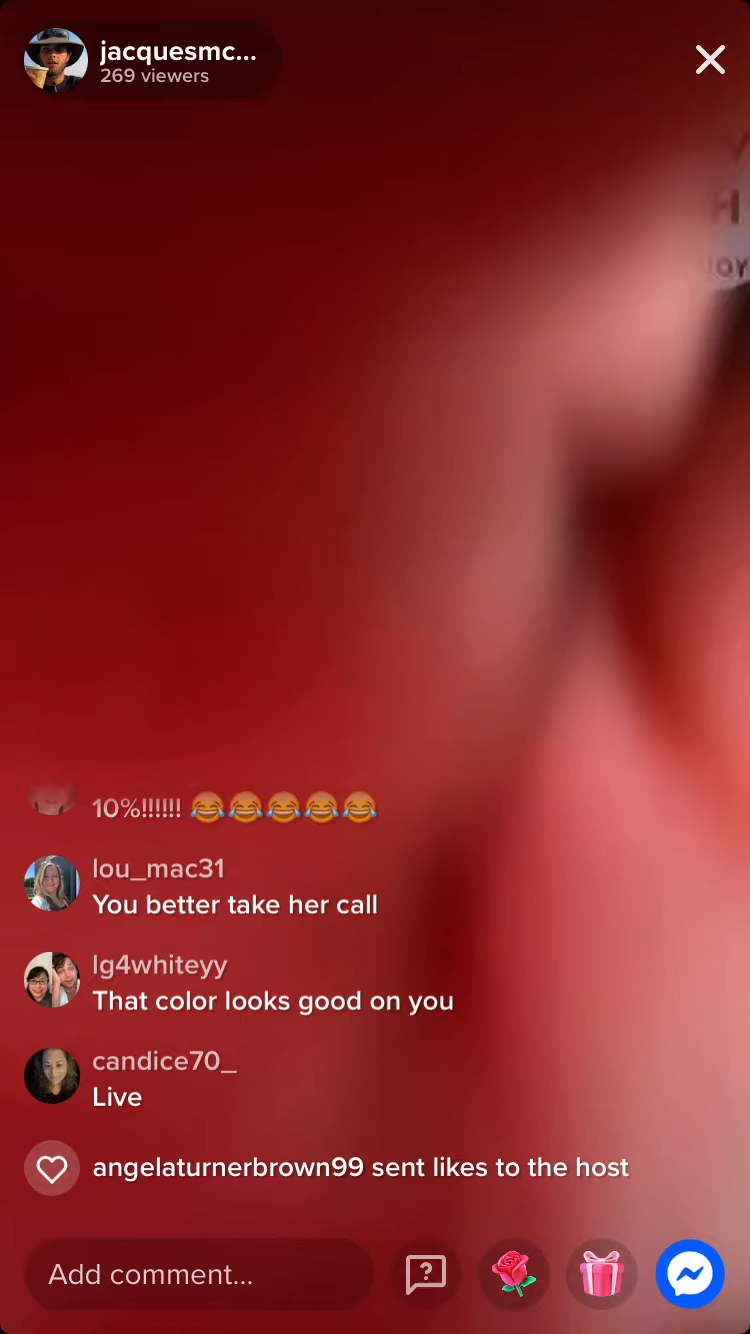 jacquesmc...
269 viewers
10%!!!!!! 😂😂😂😂😂
lou_mac31
You better take her call
lg4whiteyy
That color looks good on you
candice70_
Live
angelaturnerbrown99 sent likes to the host
Add comment...